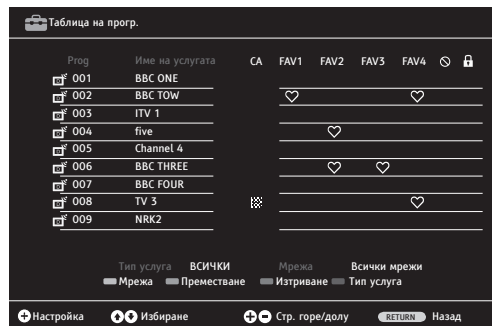 Таблица на прогр.
Prog Име на услугата CA FAV1 FAV2 FAV3 FAV4
001 BBC ONE
002 BBC TOW
003 ITV 1
004 five
005 Channel 4
006 BBC THREE
007 BBC FOUR
008 TV 3
009 NRK2
Тип услуга ВСИЧКИ Мрежа Всички мрежи
Мрежа Преместване Изтриване Тип услуга
Настройка Избиране Стр. горе/долу RETURN Назад